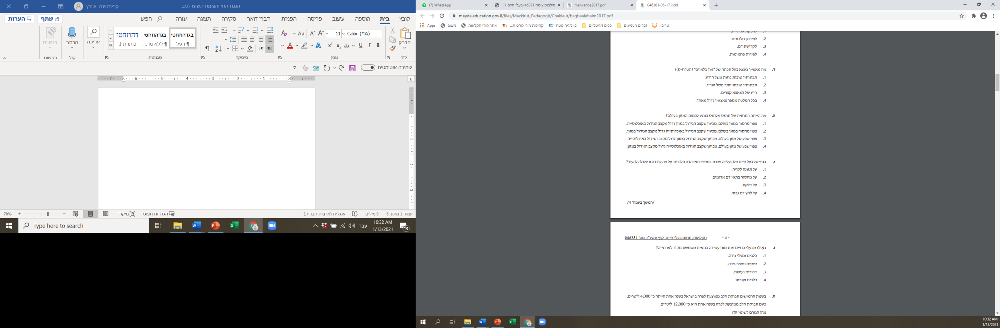 הגנת החי והצומח תשעז לניב
קריסטינה שורץ
קובץ
בית
הוספה
עיצוב
פריסה
הפניות
דברי דואר
סקירה
תצוגה
עזרה
חפש
שתף
הערות
הדבק
לוח
Calibri (גוף)
11
גופן
פיסקה
בגדהוזחטי
¶ רגיל
בגדהוזחטי
¶ ללא מר...
כותרת 1
סגנונות
עריכה
הכתב
קול
רגישות
רגישות
שמירה אוטומטית
עמוד 1 מתוך 6
0 מילים
אנגלית (ארצות הברית)
הגדרות תצוגה
מיקוד
70%
Type here to search
עבר
10:32 AM
1/13/2021
13
(7) WhatsApp
סילבוס צומח 46371 ובעלי חיים 81
mehvanba2017.pdf
046381-06-17.indd
meyda.education.gov.il/files/Mazkirut_Pedagogit/Chaklaut/bagbaalehaim2017.pdf
Apps
משוב
אתר מורי חקלאות
קהילות מורי מו"ט ח...
ביולוגיה מטח
כלים דיגיטליים
דברים מעניינים
טריביו
2. לפירוק חלבונים.
3. לקרישת דם.
4. לפירוק פחמימות.
ד. מה מאפיין צאצא בעל תכונה של "און כלאיים" (הטרוזיס)?
1. תכונותיו טובות פחות משל הוריו.
2. תכונותיו טובות יותר משל הוריו.
3. חייו של הצאצא קצרים.
4. בכל המלטה מספר צאצאיו גדול מאחד.
ה. מה הייתה התחזית של תומס מלתוס בנוגע לכמות המזון בעולם?
1. צפוי מחסור במזון בעולם, מכיוון שקצב הגידול במזון גדול מקצב הגידול באוכלוסייה.
2. צפוי מחסור במזון בעולם, מכיוון שקצב הגידול באוכלוסייה גדול מקצב הגידול במזון.
3. צפוי שפע של מזון בעולם, מכיוון שקצב הגידול במזון גדול מקצב הגידול באוכלוסייה.
4. צפוי שפע של מזון בעולם, מכיוון שקצב הגידול באוכלוסייה גדול מקצב הגידול במזון.
ו. בגוף של בעל חיים חלה עלייה ניכרת במספר תאי הדם הלבנים. על מה עובדה זו עלולה להעיד?
1. על תזונה לקויה.
2. על מחסור בתאי דם אדומים.
3. על דלקת.
4. על לחץ דם גבוה.
/המשך בעמוד 4/
- 4 - חקלאות, תחום בעלי חיים, קיץ תשע"ז, מס' 046381
ז. באילו מבעלי החיים מנת מזון עשירה בתאית משמשת מקור לאנרגייה?
1. כלבים ומעלי גירה.
2. סוסים ומעלי גירה.
3. דבורים ועופות.
4. כלבים ועופות.
ח. בשנות החמישים תפוקת חלב ממוצעת לפרה בישראל בשנה אחת הייתה כ־ 4,000 ליטרים.
כיום תפוקת חלב ממוצעת לפרה בשנה אחת היא כ־ 12,000 ליטרים.
מהו הגורם לשינוי זה?
10:32 AM
1/13/2021